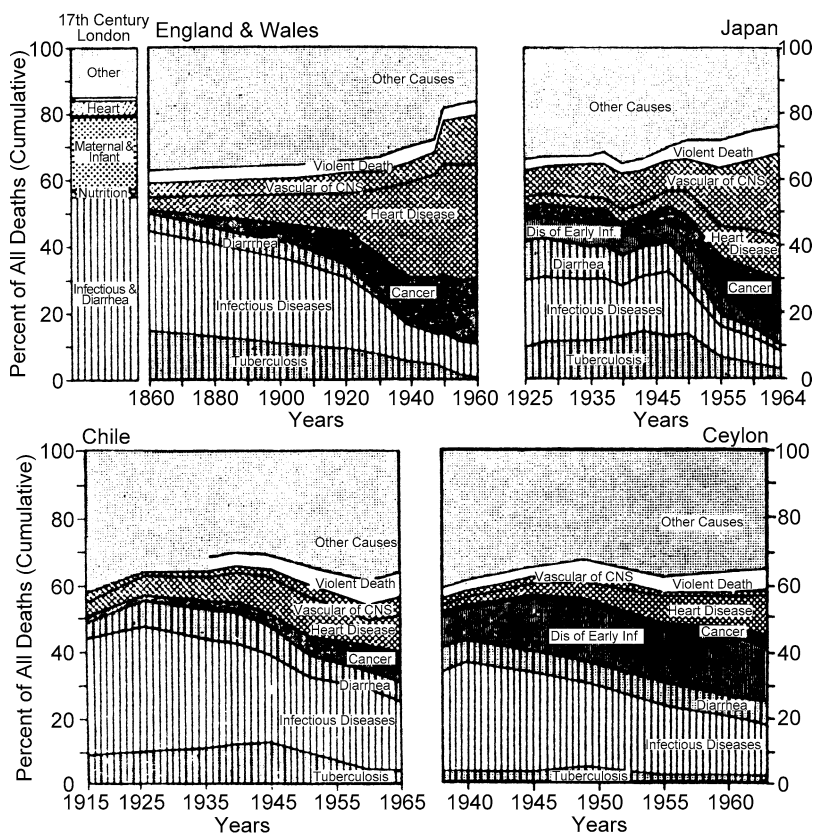 17th Century
London
England & Wales
Japan
Percent of All Deaths (Cumulative)
100
80
60
40
20
0
Other
Heart
Maternal &
Infant
Nutrition
Infectious &
Diarrhea
Other Causes
Violent Death
Vascular of CNS
Heart Disease
Diarrhea
Cancer
Infectious Diseases
Tuberculosis
1860 1880 1900 1920 1940 1960
Years
Other Causes
Violent Death
Vascular of CNS
Dis of Early Inf.
Heart
Disease
Diarrhea
Cancer
Infectious Diseases
Tuberculosis
100
80
60
40
20
0
1925 1935 1945 1955 1964
Years
Chile
Ceylon
Percent of All Deaths (Cumulative)
100
80
60
40
20
0
Other Causes
Violent Death
Vascular of CNS
Heart Disease
Cancer
Diarrhea
Infectious Diseases
Tuberculosis
1915 1925 1935 1945 1955 1965
Years
Other Causes
Vascular of CNS
Violent Death
Heart Disease
Cancer
Dis of Early Inf
Diarrhea
Infectious Diseases
Tuberculosis
100
80
60
40
20
0
1940 1945 1950 1955 1960
Years